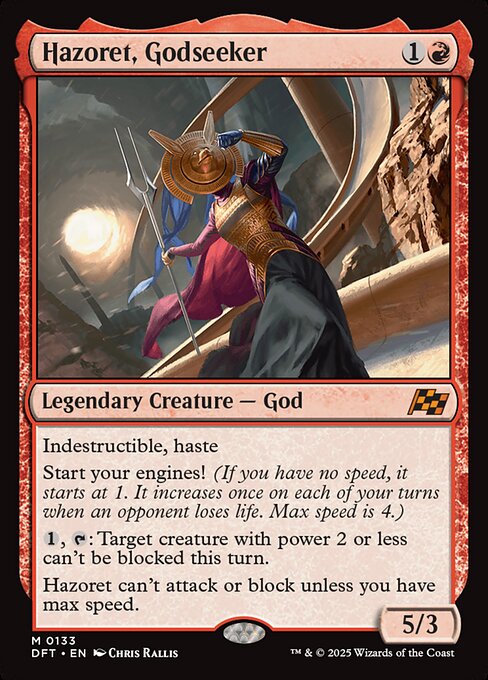 Hazoret, Godseeker 1
Legendary Creature — God
Indestructible, haste
Start your engines! (If you have no speed, it
starts at 1. It increases once on each of your turns
when an opponent loses life. Max speed is 4.)
1, : Target creature with power 2 or less
can't be blocked this turn.
Hazoret can't attack or block unless you have
max speed.
5/3
M 0133
DFT • EN Chris Rallis
™ & © 2025 Wizards of the Coast